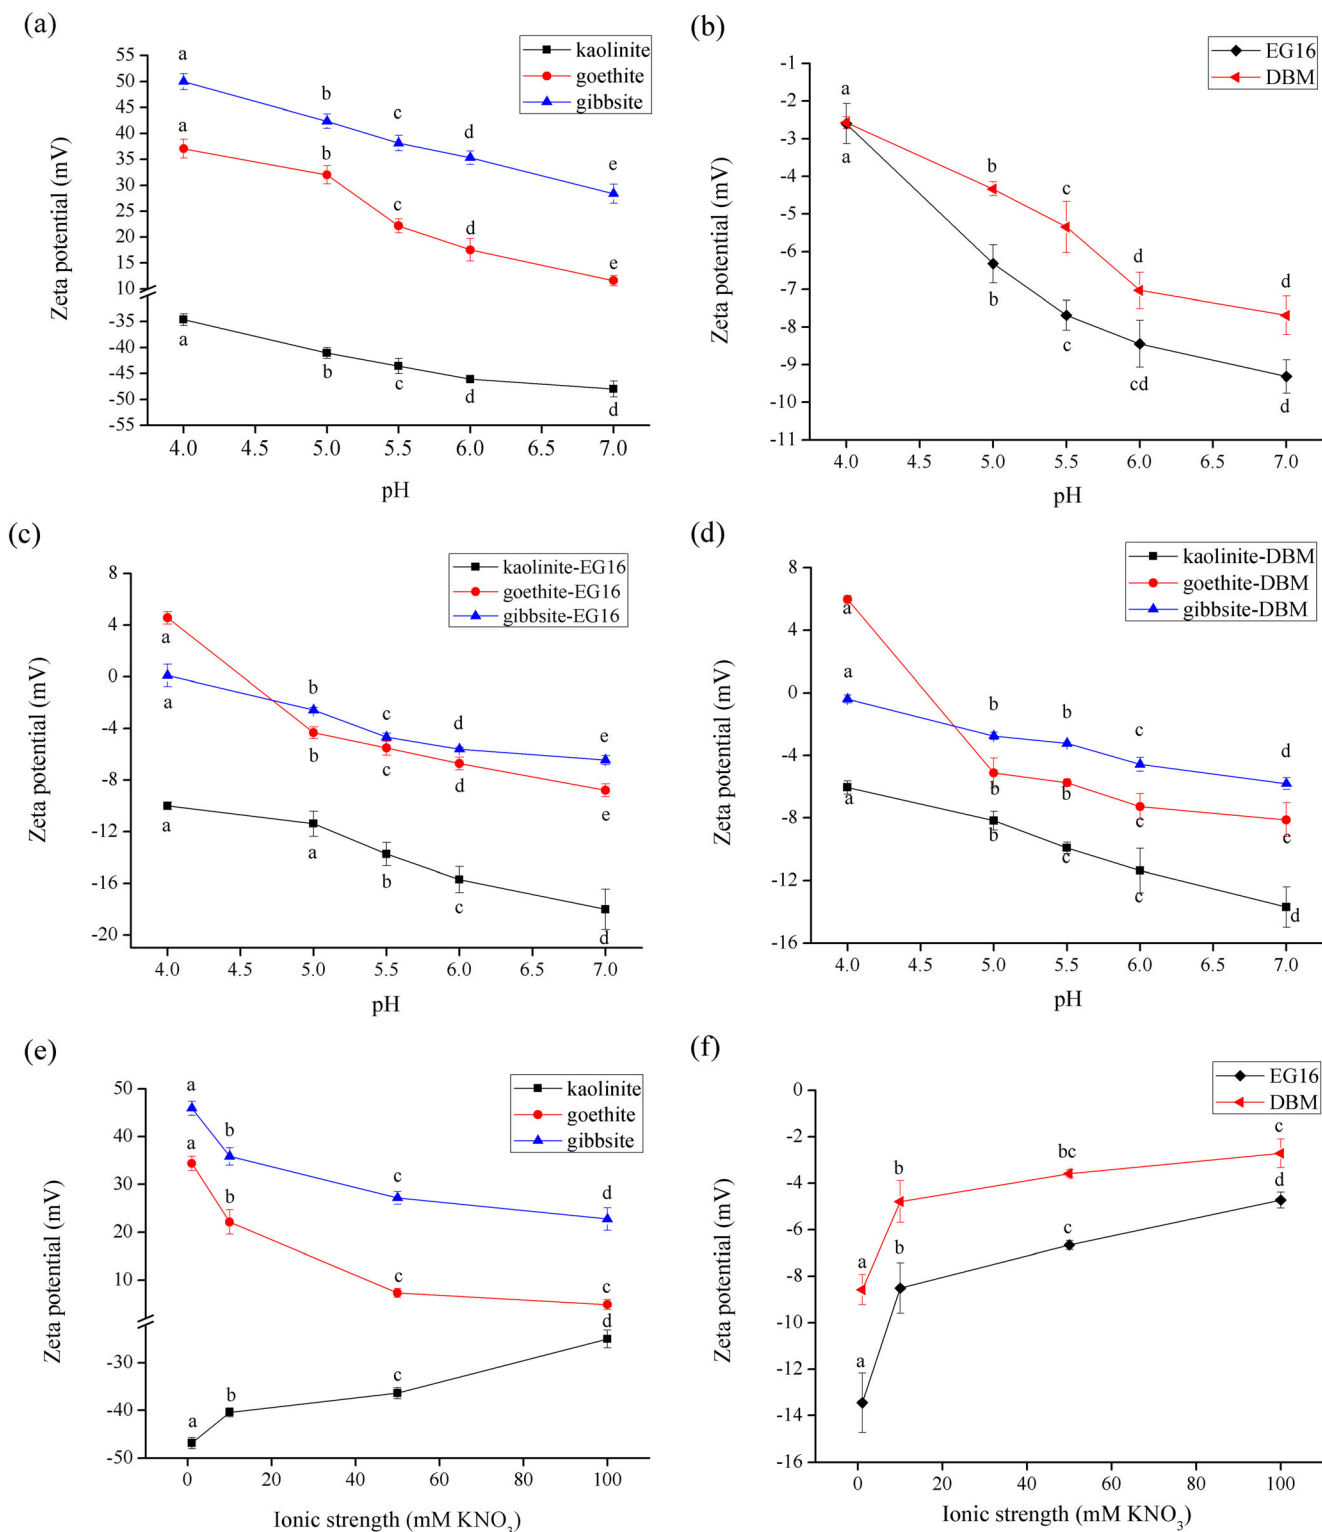 (a)
kaolinite
goethite
gibbsite
Zeta potential (mV)
55
50
45
40
35
30
25
20
15
10
-35
-40
-45
-50
-55
a
b
c
d
e
a
b
c
d
e
a
b
c
d
d
4.0
4.5
5.0
5.5
6.0
6.5
7.0
pH
(b)
EG16
DBM
Zeta potential (mV)
-1
-2
-3
-4
-5
-6
-7
-8
-9
-10
-11
a
b
c
d
d
a
b
c
cd
d
4.0
4.5
5.0
5.5
6.0
6.5
7.0
pH
(c)
kaolinite-EG16
goethite-EG16
gibbsite-EG16
Zeta potential (mV)
8
4
0
-4
-8
-12
-16
-20
a
b
c
d
e
a
b
c
d
e
a
a
b
c
d
4.0
4.5
5.0
5.5
6.0
6.5
7.0
pH
(d)
kaolinite-DBM
goethite-DBM
gibbsite-DBM
Zeta potential (mV)
8
4
0
-4
-8
-12
-16
a
a
b
b
c
d
b
b
c
c
a
b
c
c
d
4.0
4.5
5.0
5.5
6.0
6.5
7.0
pH
(e)
kaolinite
goethite
gibbsite
Zeta potential (mV)
50
40
30
20
10
-30
-40
-50
a
b
c
d
a
b
c
c
a
b
c
d
0
20
40
60
80
100
Ionic strength (mM KNO3)
(f)
EG16
DBM
Zeta potential (mV)
0
-2
-4
-6
-8
-10
-12
-14
-16
a
b
bc
c
a
b
c
d
0
20
40
60
80
100
Ionic strength (mM KNO3)